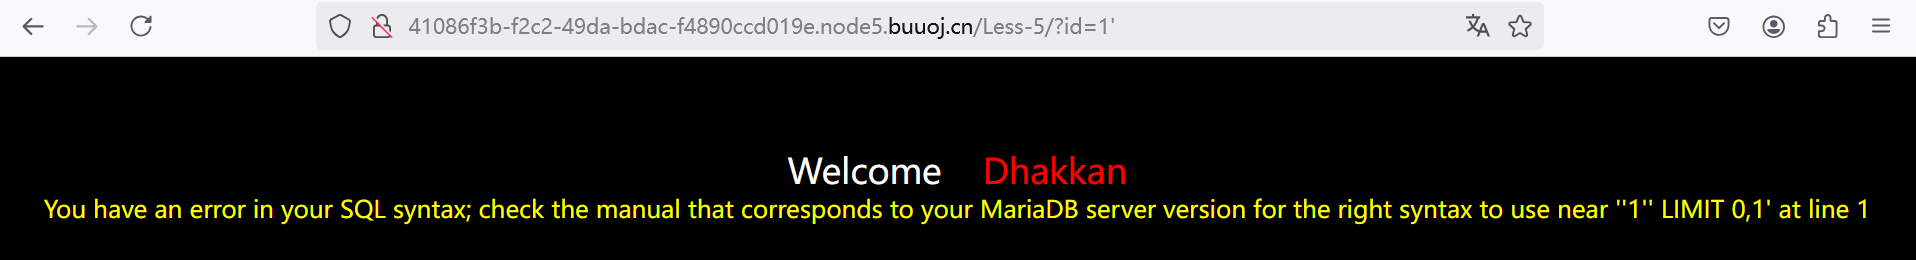 41086f3b-f2c2-49da-bdac-f4890ccd019e.node5.buuoj.cn/Less-5/?id=1'
Welcome Dhakkan
You have an error in your SQL syntax; check the manual that corresponds to your MariaDB server version for the right syntax to use near ''1'' LIMIT 0,1' at line 1